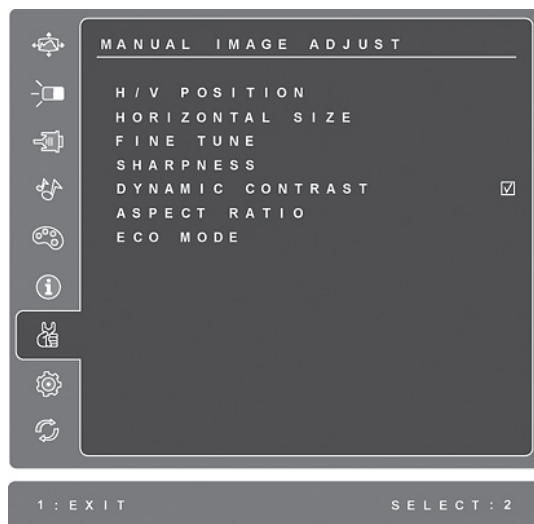 MANUAL IMAGE ADJUST
H/V POSITION
HORIZONTAL SIZE
FINE TUNE
SHARPNESS
DYNAMIC CONTRAST
ASPECT RATIO
ECO MODE
1:EXIT SELECT:2